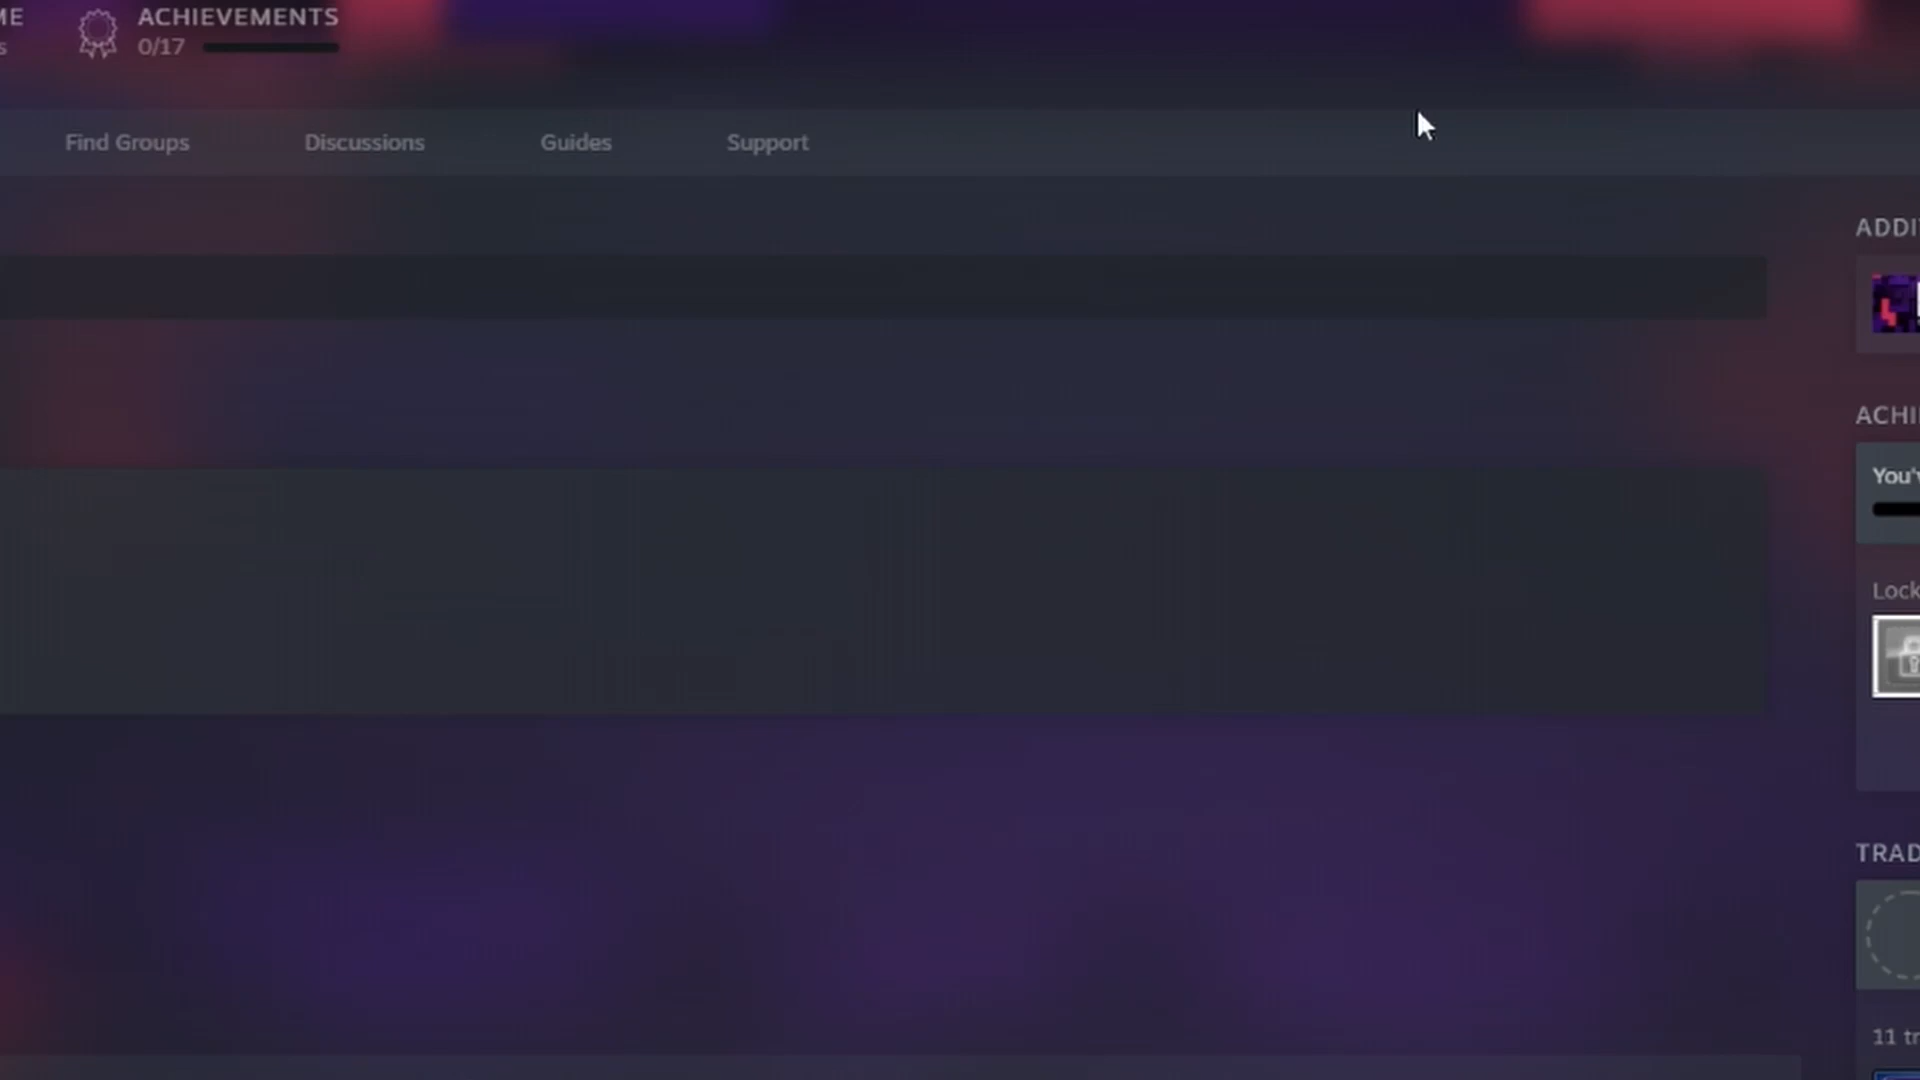 ME
ACHIEVEMENTS
s
0/17
Find Groups
Discussions
Guides
Support
ADDI
ACHI
You'v
Lock
TRAD
11 tr